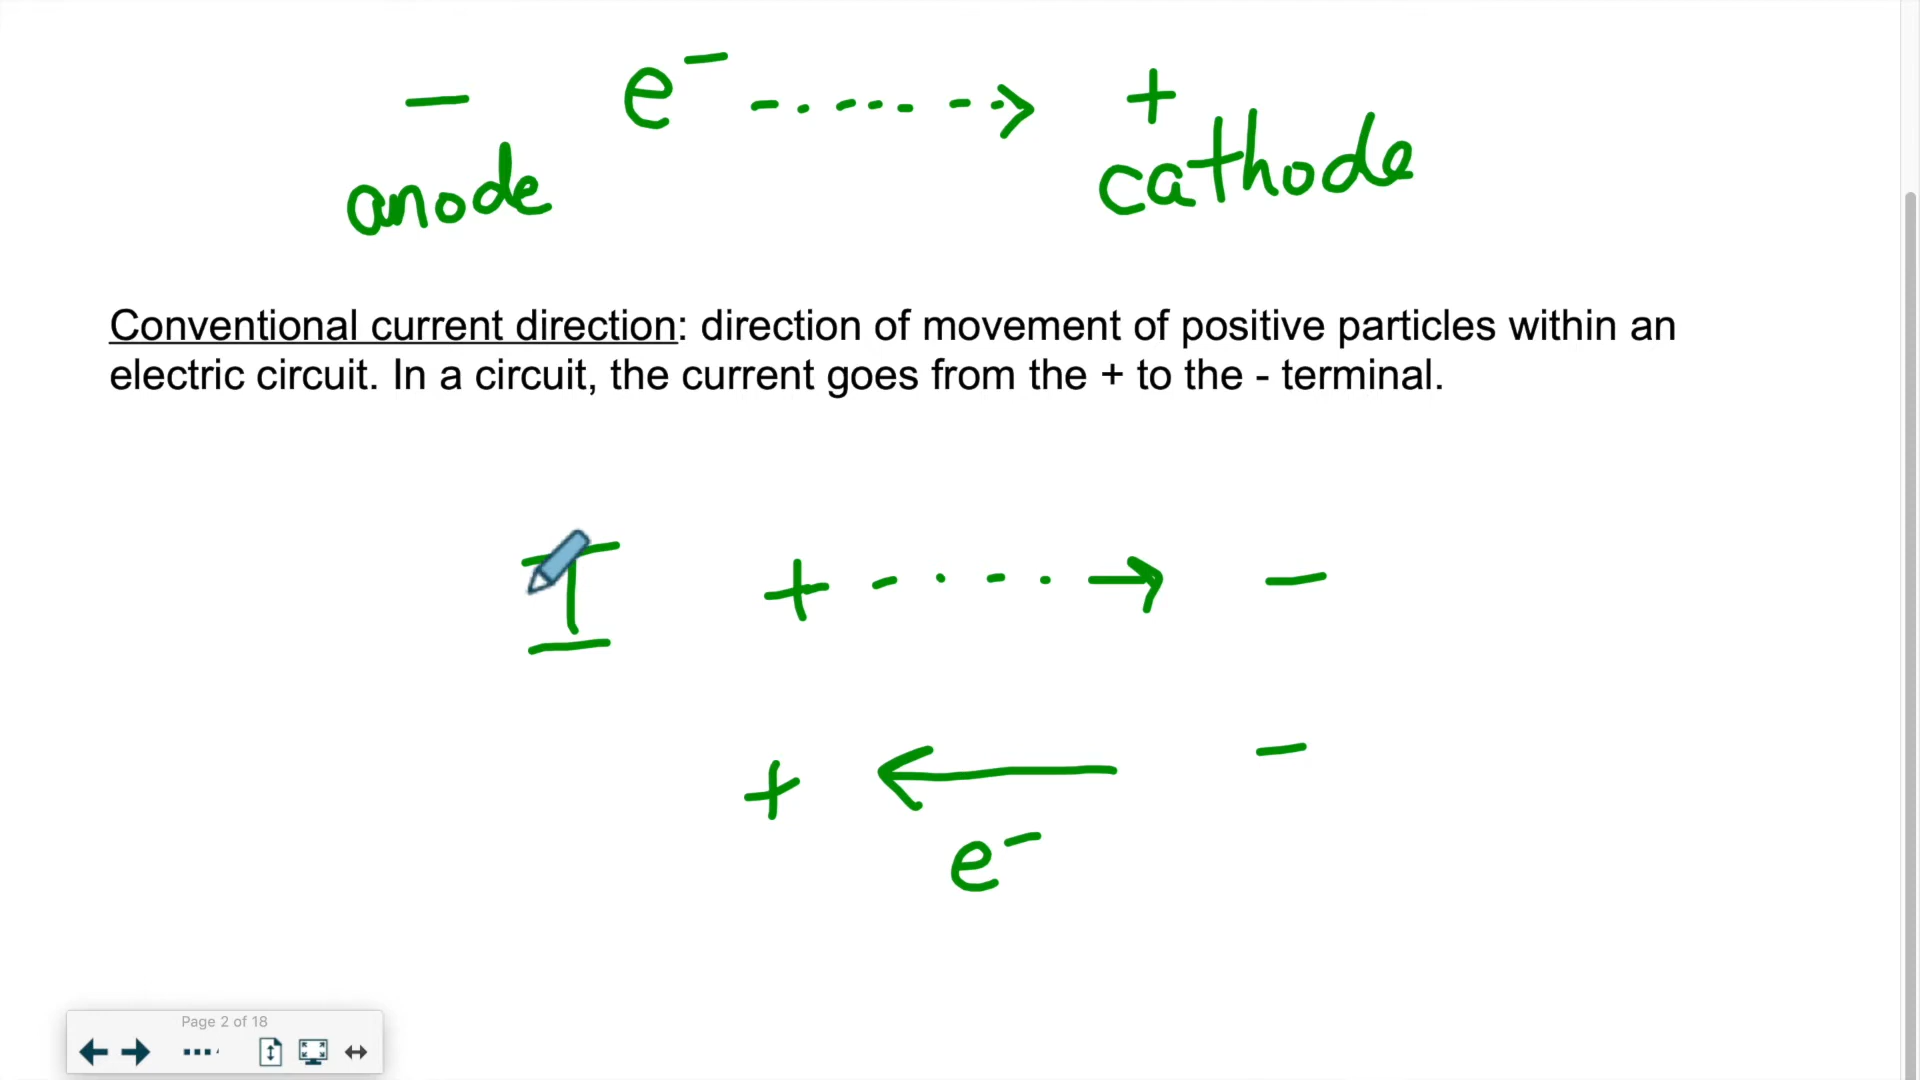 − e⁻ -----> +
anode cathode
Conventional current direction: direction of movement of positive particles within an
electric circuit. In a circuit, the current goes from the + to the - terminal.
I + -----> −
+ <----- −
e⁻
Page 2 of 18